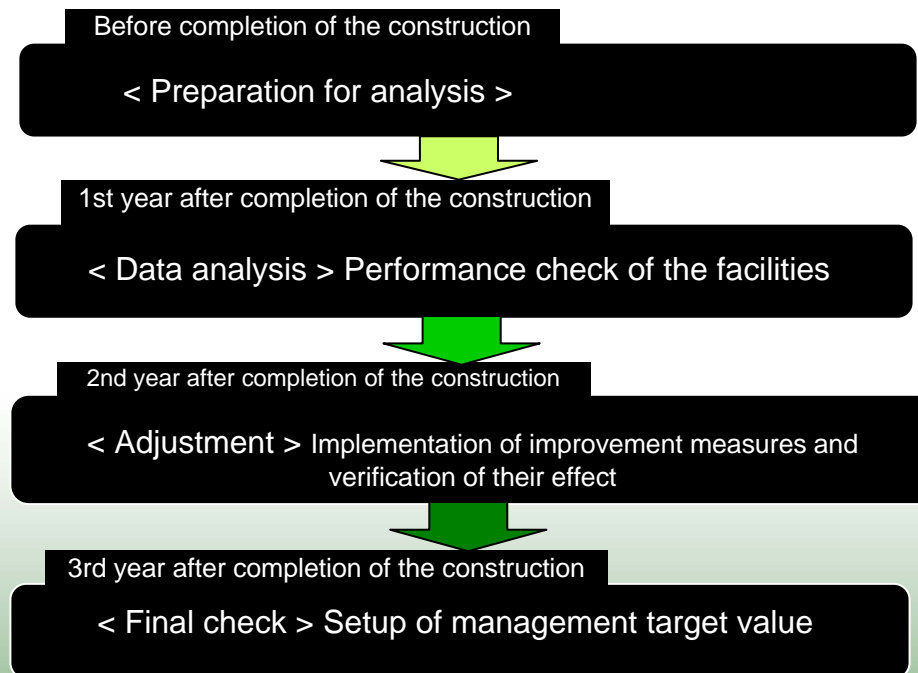 Before completion of the construction
< Preparation for analysis >
1st year after completion of the construction
< Data analysis > Performance check of the facilities
2nd year after completion of the construction
< Adjustment > Implementation of improvement measures and
verification of their effect
3rd year after completion of the construction
< Final check > Setup of management target value